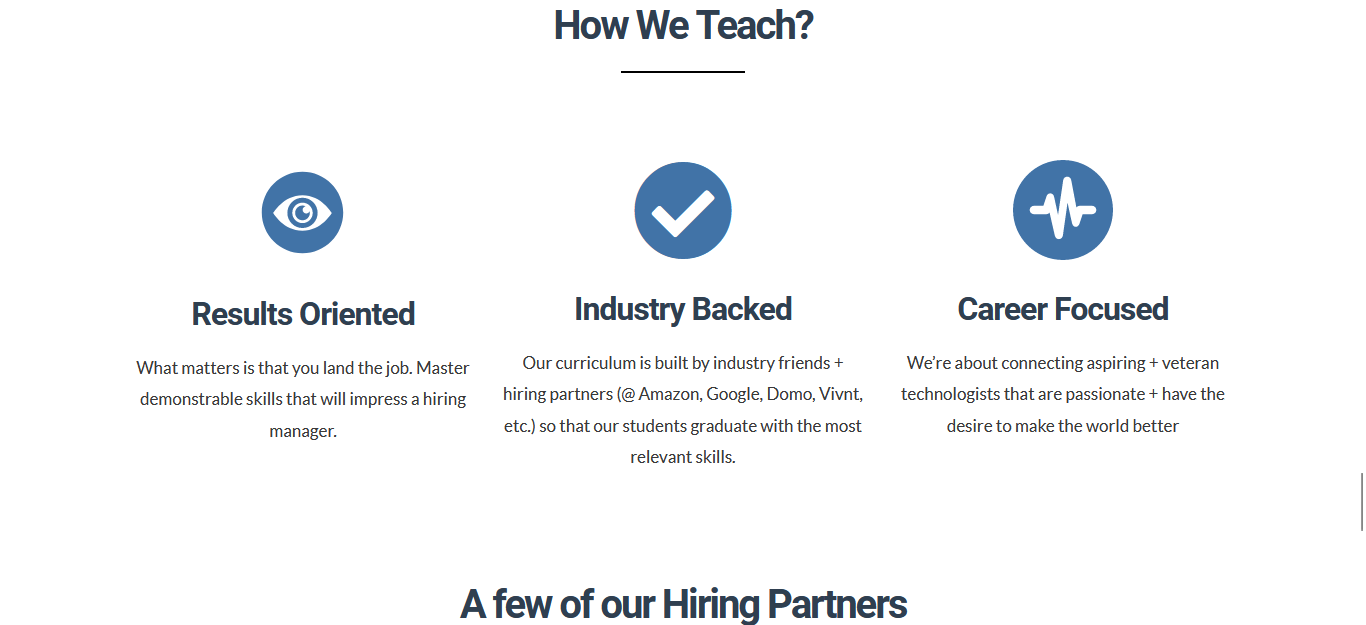 How We Teach?
Results Oriented
What matters is that you land the job. Master
demonstrable skills that will impress a hiring
manager.
Industry Backed
Our curriculum is built by industry friends +
hiring partners (@ Amazon, Google, Domo, Vivnt,
etc.) so that our students graduate with the most
relevant skills.
Career Focused
We’re about connecting aspiring + veteran
technologists that are passionate + have the
desire to make the world better
A few of our Hiring Partners